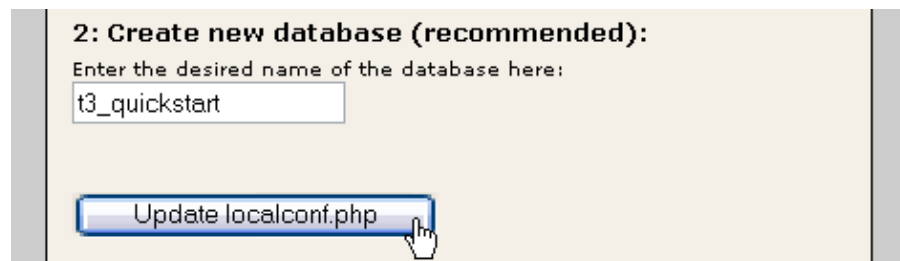 2: Create new database (recommended):
Enter the desired name of the database here:
t3_quickstart
Update localconf.php